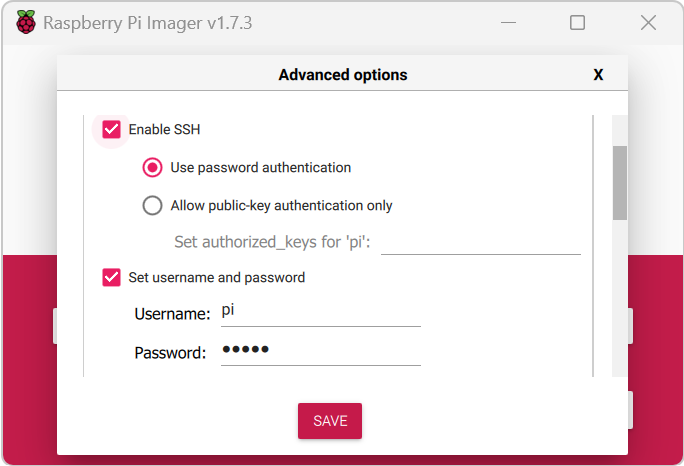 Raspberry Pi Imager v1.7.3
Advanced options X
Enable SSH
Use password authentication
Allow public-key authentication only
Set authorized_keys for 'pi':
Set username and password
Username: pi
Password: •••••
SAVE